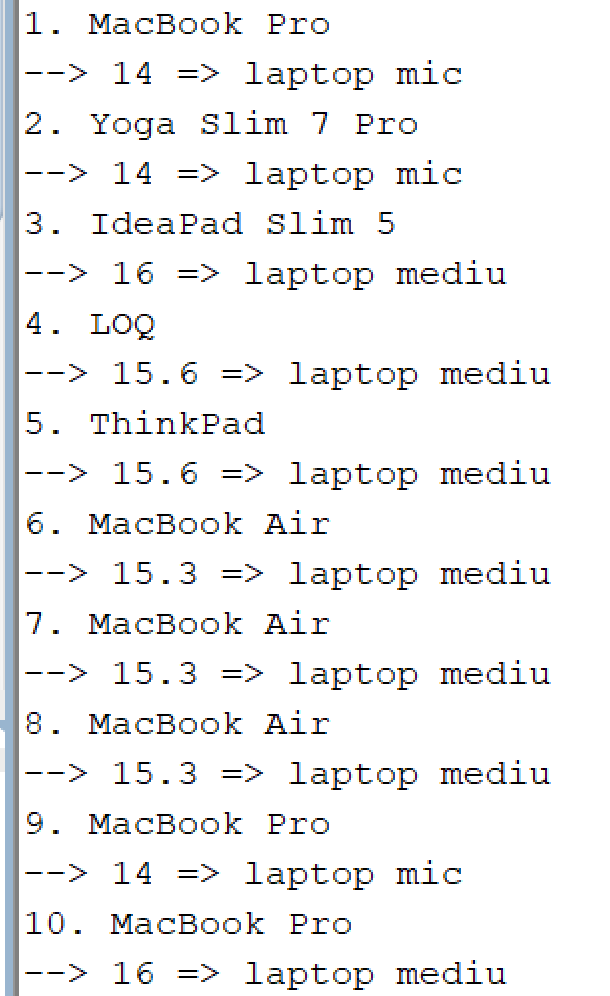 1. MacBook Pro
--> 14 => laptop mic
2. Yoga Slim 7 Pro
--> 14 => laptop mic
3. IdeaPad Slim 5
--> 16 => laptop mediu
4. LOQ
--> 15.6 => laptop mediu
5. ThinkPad
--> 15.6 => laptop mediu
6. MacBook Air
--> 15.3 => laptop mediu
7. MacBook Air
--> 15.3 => laptop mediu
8. MacBook Air
--> 15.3 => laptop mediu
9. MacBook Pro
--> 14 => laptop mic
10. MacBook Pro
--> 16 => laptop mediu